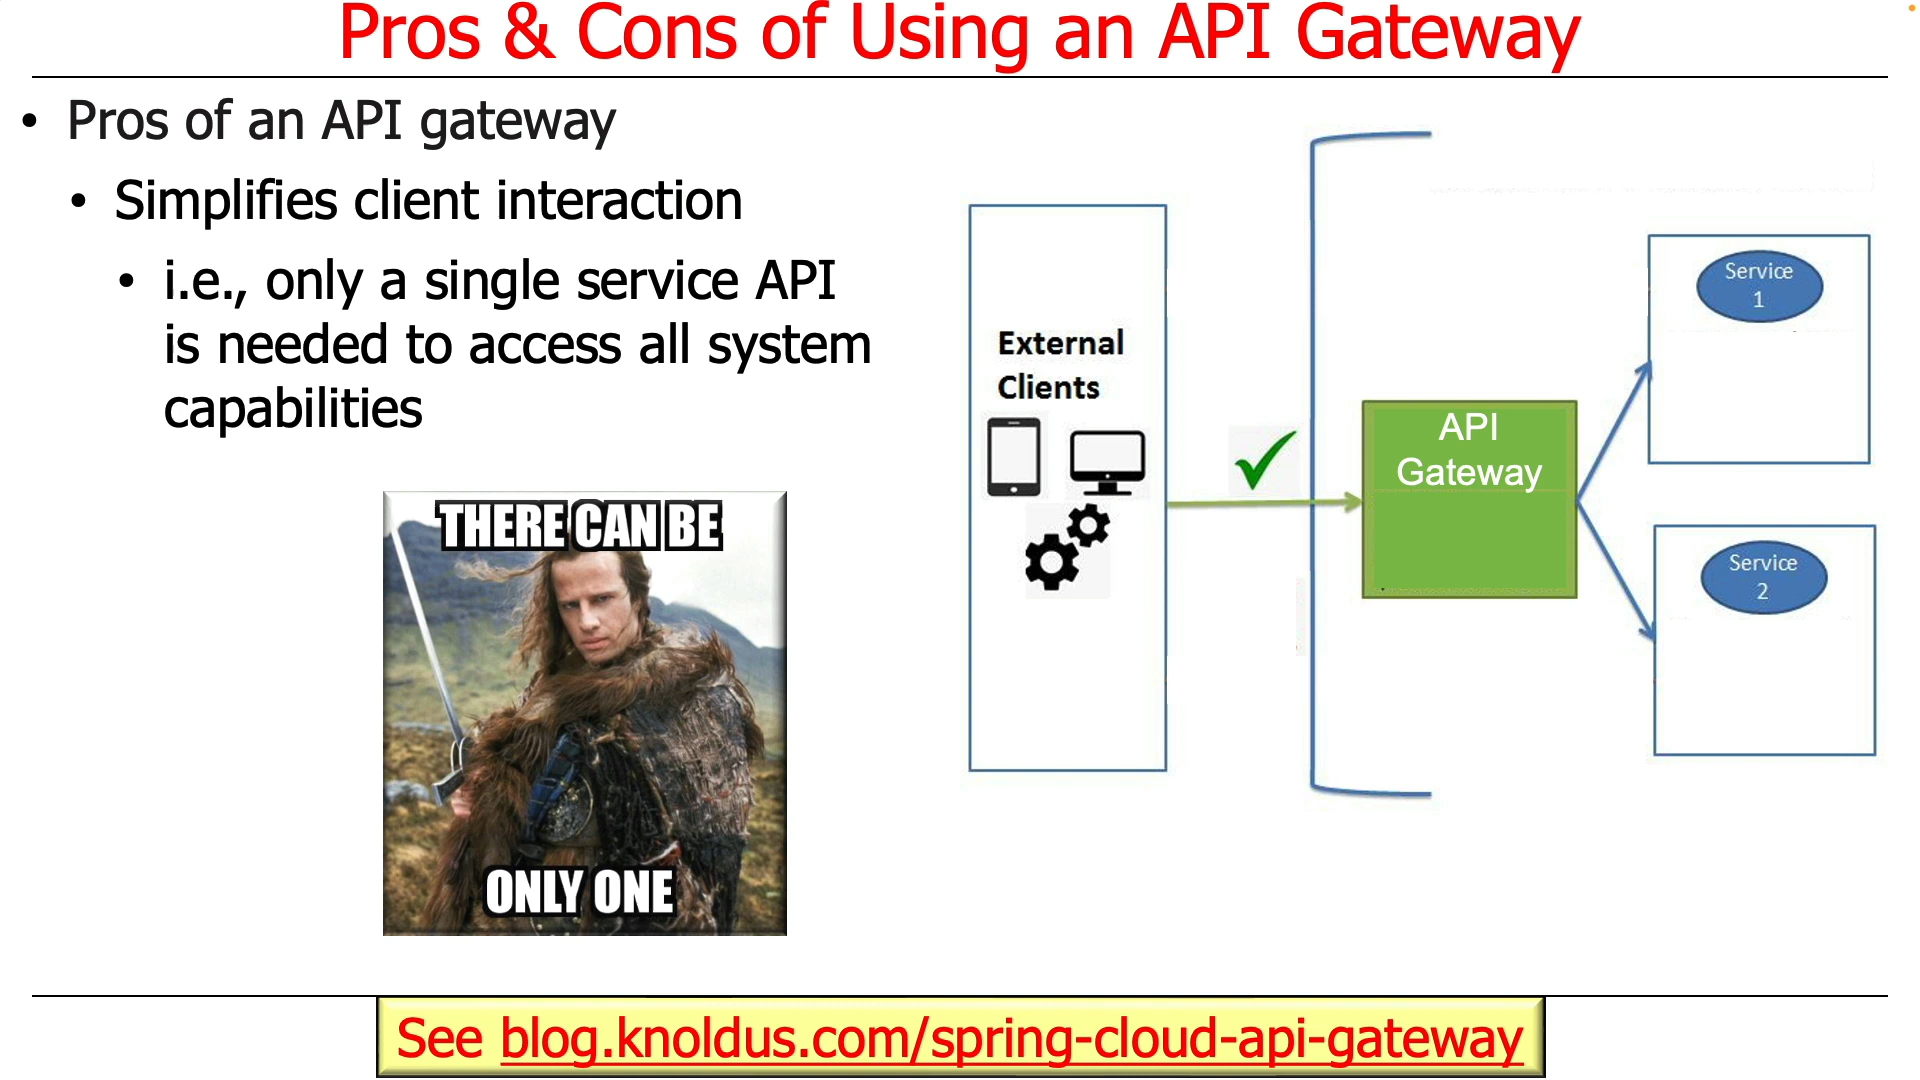 Pros & Cons of Using an API Gateway
• Pros of an API gateway
• Simplifies client interaction
• i.e., only a single service API
is needed to access all system
capabilities
THERE CAN BE
ONLY ONE
External
Clients
API
Gateway
Service
1
Service
2
See blog.knoldus.com/spring-cloud-api-gateway